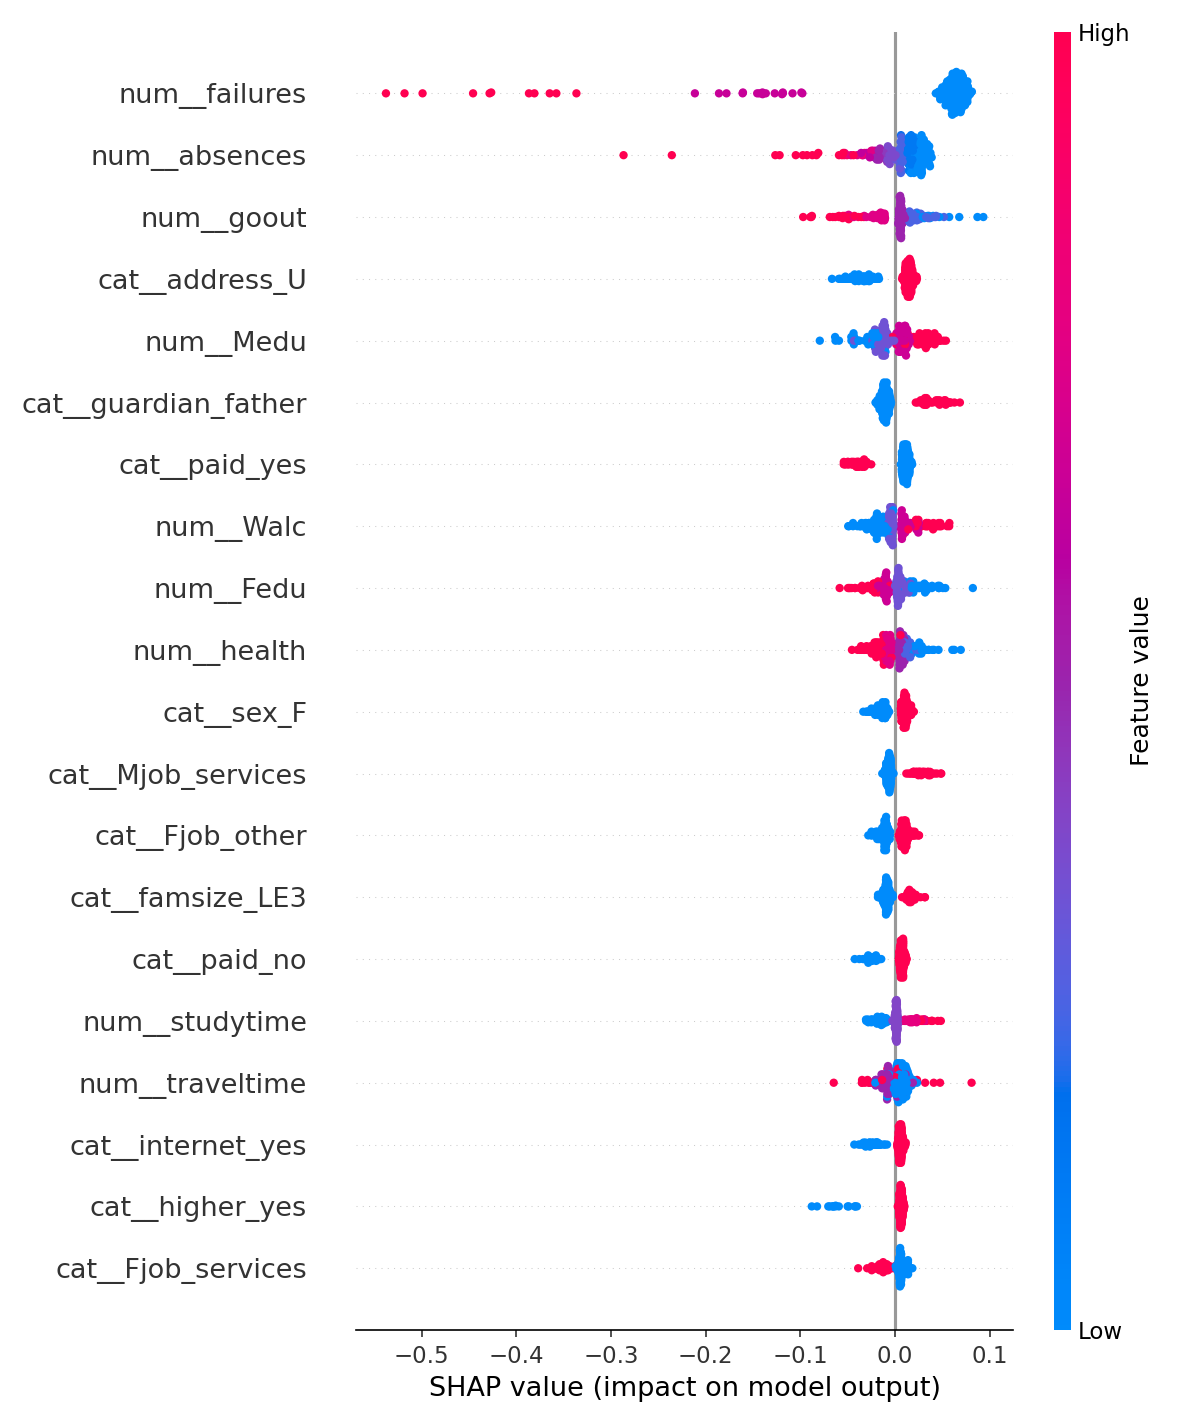 High
num__failures
num__absences
num__goout
cat__address_U
num__Medu
cat__guardian_father
cat__paid_yes
num__Walc
num__Fedu
num__health
cat__sex_F
cat__Mjob_services
cat__Fjob_other
cat__famsize_LE3
cat__paid_no
num__studytime
num__traveltime
cat__internet_yes
cat__higher_yes
cat__Fjob_services
Feature value
Low
−0.5 −0.4 −0.3 −0.2 −0.1 0.0 0.1
SHAP value (impact on model output)